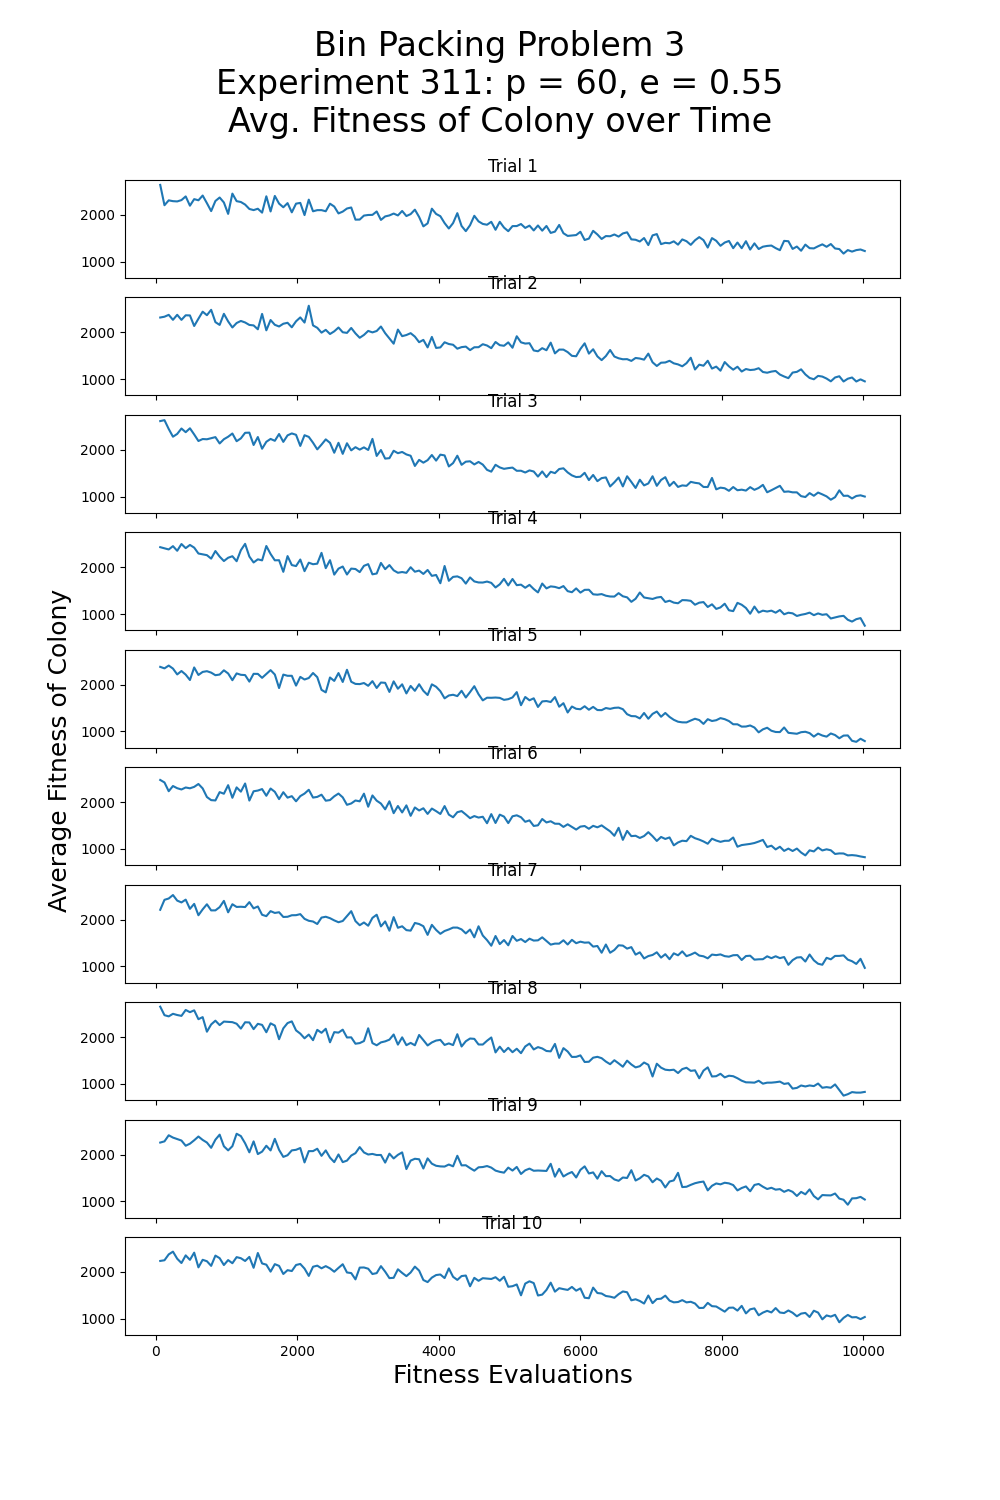 Bin Packing Problem 3
Experiment 311: p = 60, e = 0.55
Avg. Fitness of Colony over Time
Trial 1
2000
1000
Trial 2
2000
1000
Trial 3
2000
1000
Trial 4
2000
1000
Trial 5
2000
1000
Trial 6
2000
1000
Trial 7
2000
1000
Trial 8
2000
1000
Trial 9
2000
1000
Trial 10
2000
1000
0 2000 4000 6000 8000 10000
Fitness Evaluations
Average Fitness of Colony